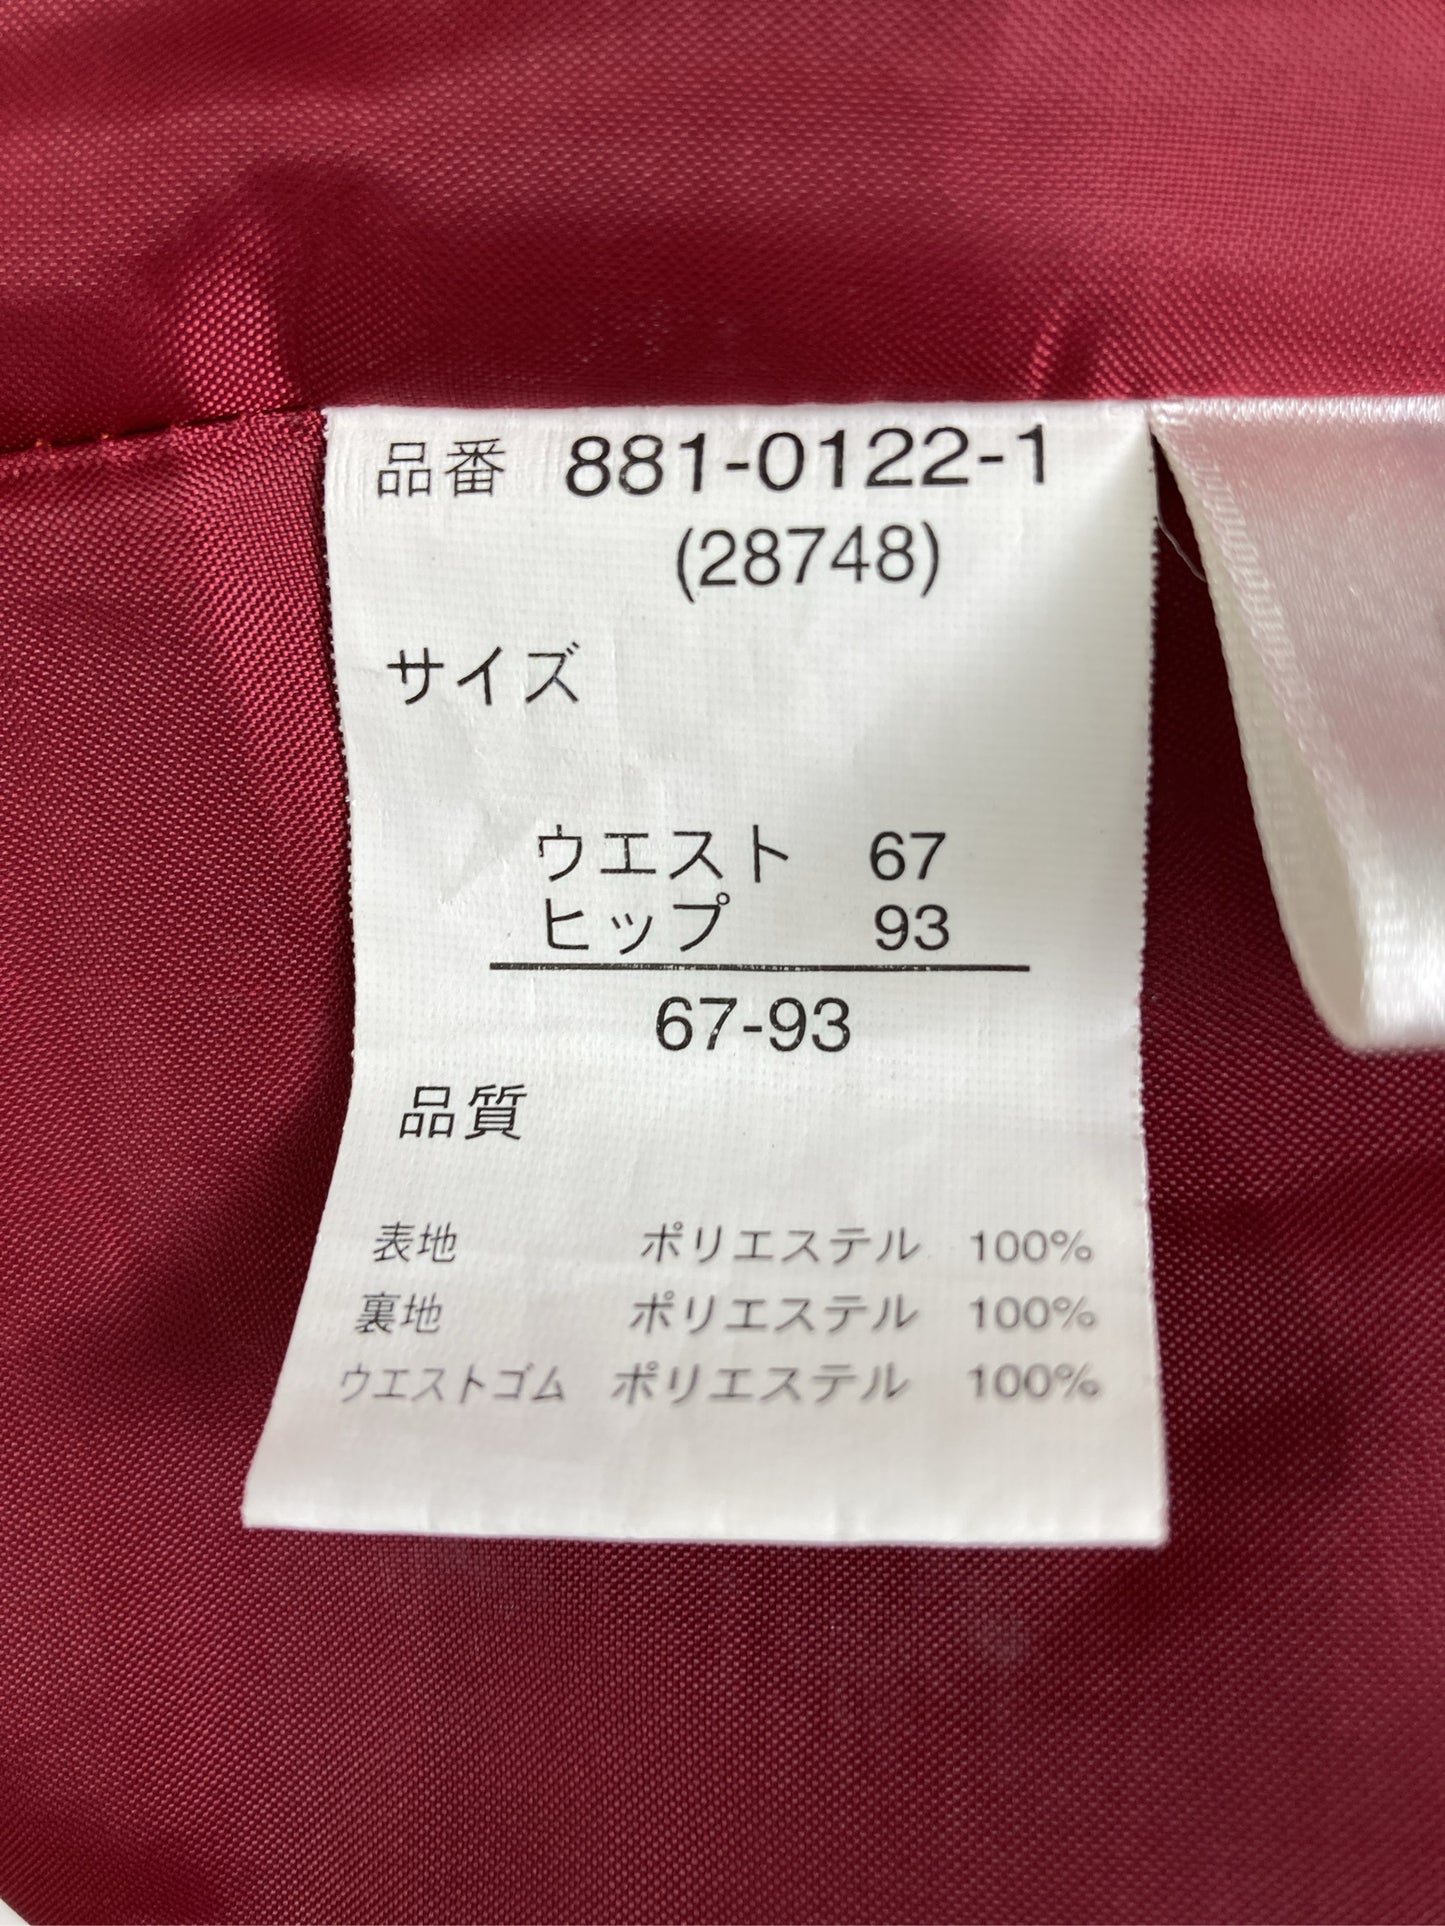 品番 881-0122-1
(28748)
サイズ
ウエスト 67
ヒップ 93
67-93
品質
表地 ポリエステル 100%
裏地 ポリエステル 100%
ウエストゴム ポリエステル 100%